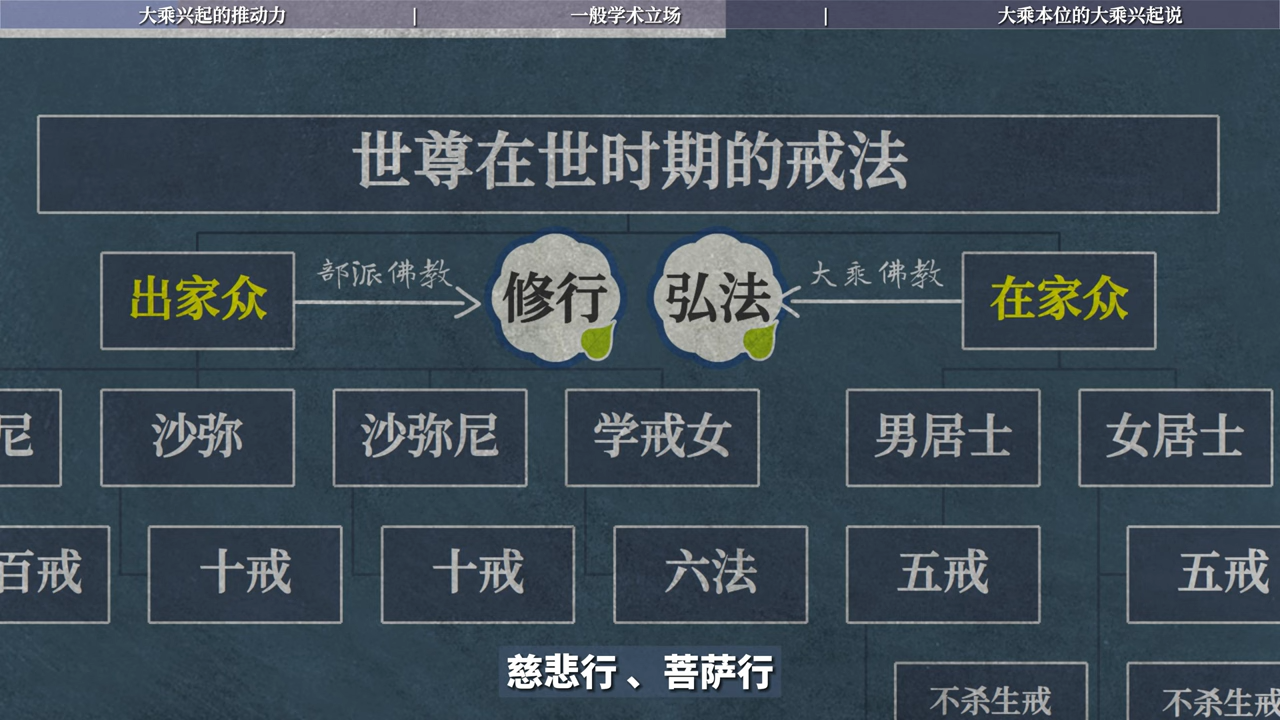 大乘兴起的推动力 | 一般学术立场 | 大乘本位的大乘兴起说
世尊在世时期的戒法
出家众 部派佛教 修行 弘法 大乘佛教 在家众
尼 沙弥 沙弥尼 学戒女 男居士 女居士
百戒 十戒 十戒 六法 五戒 五戒
不杀生戒 不杀生戒
慈悲行、菩萨行